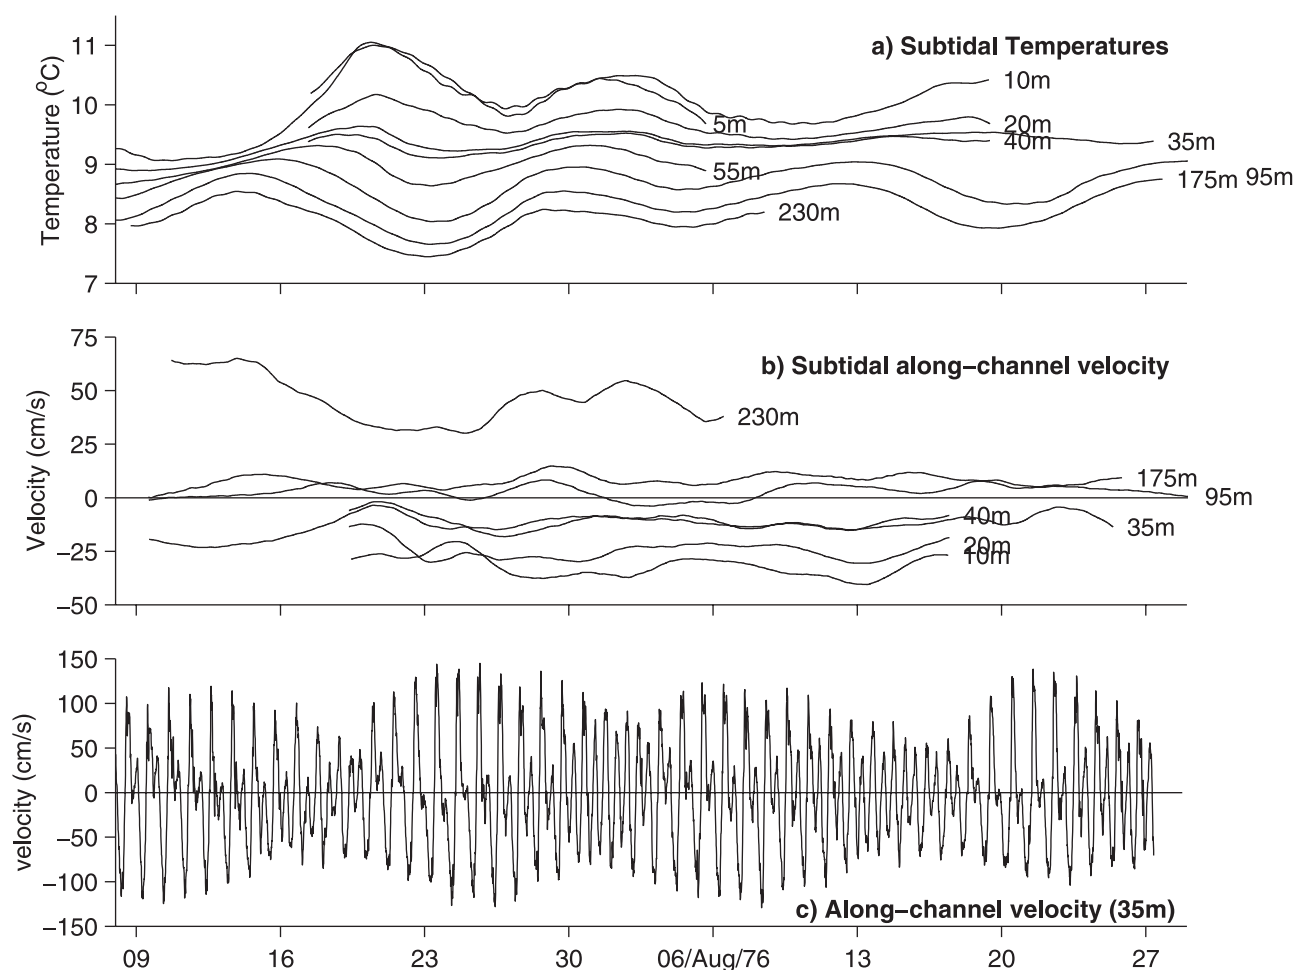 a) Subtidal Temperatures
Temperature (ºC)
11
10
9
8
7
10m
5m
20m
40m
35m
55m
175m 95m
230m
b) Subtidal along–channel velocity
Velocity (cm/s)
75
50
25
0
–25
–50
230m
175m
95m
40m
35m
20m
10m
velocity (cm/s)
150
100
50
0
–50
–100
–150
c) Along–channel velocity (35m)
09 16 23 30 06/Aug/76 13 20 27